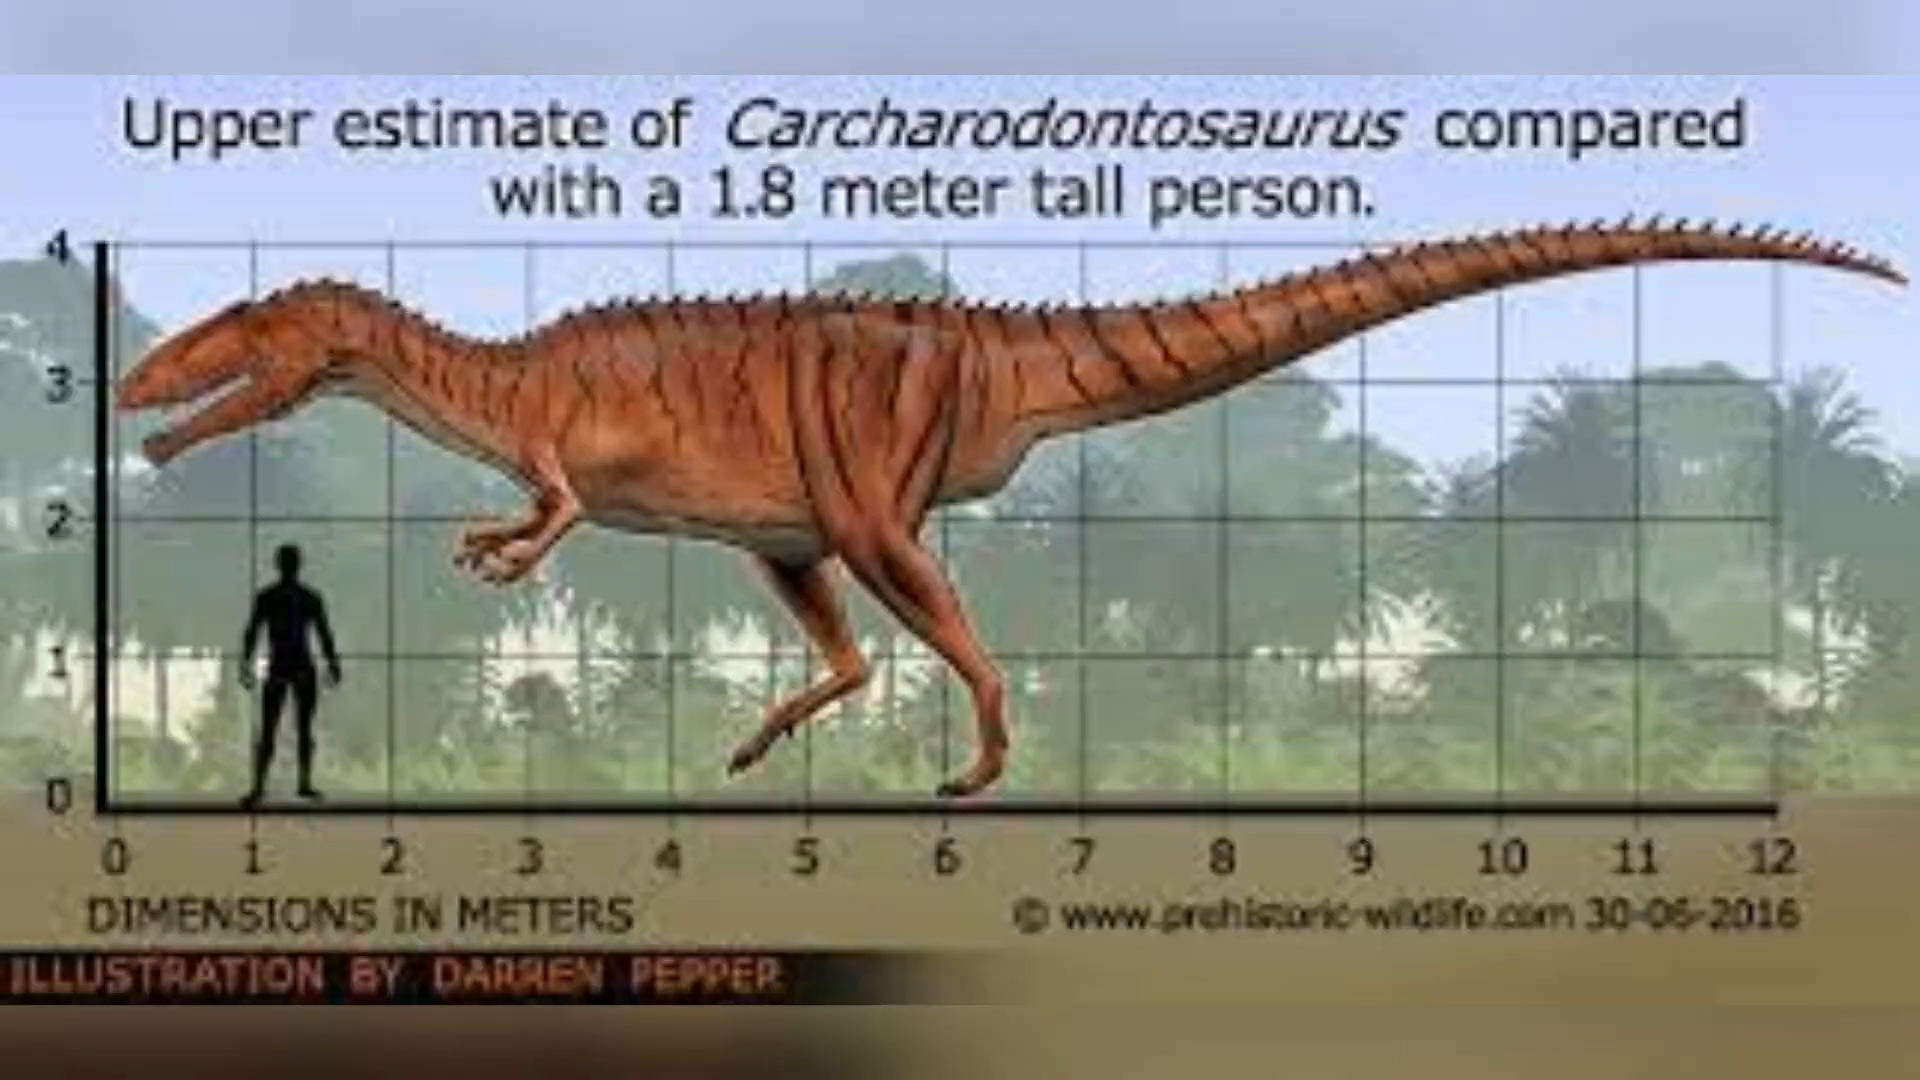 Upper estimate of Carcharodontosaurus compared
with a 1.8 meter tall person.
4
3
2
1
0
0 1 2 3 4 5 6 7 8 9 10 11 12
DIMENSIONS IN METERS
© www.prehistoric-wildlife.com 30-06-2016
ILLUSTRATION BY DARREN PEPPER